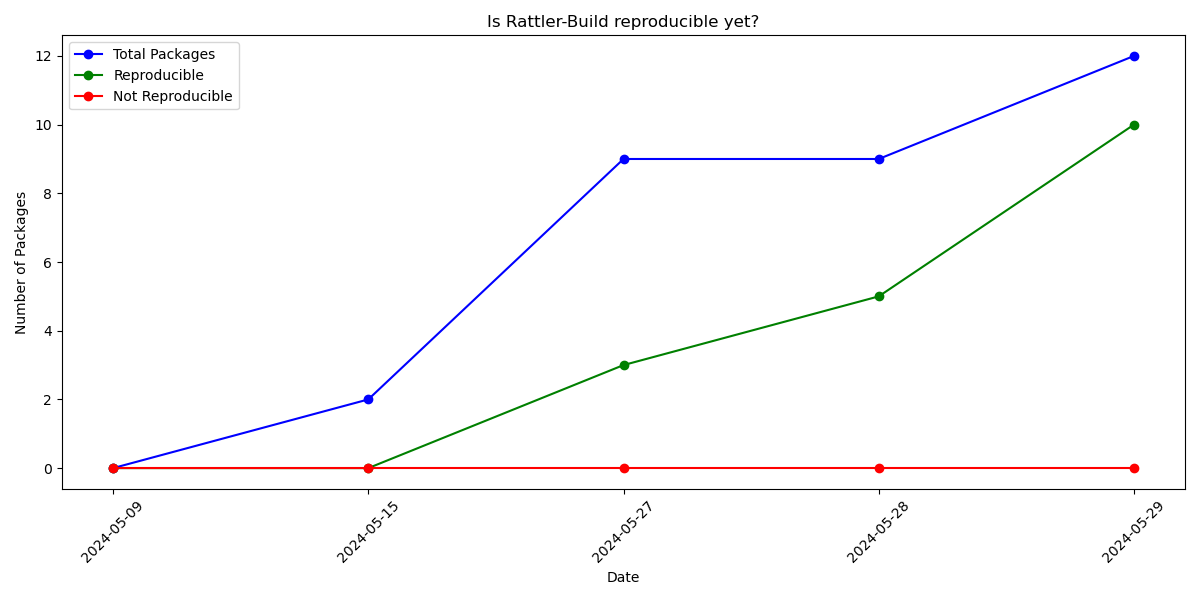 Is Rattler-Build reproducible yet?
Total Packages
Reproducible
Not Reproducible
Number of Packages
12
10
8
6
4
2
0
2024-05-09
2024-05-15
2024-05-27
2024-05-28
2024-05-29
Date